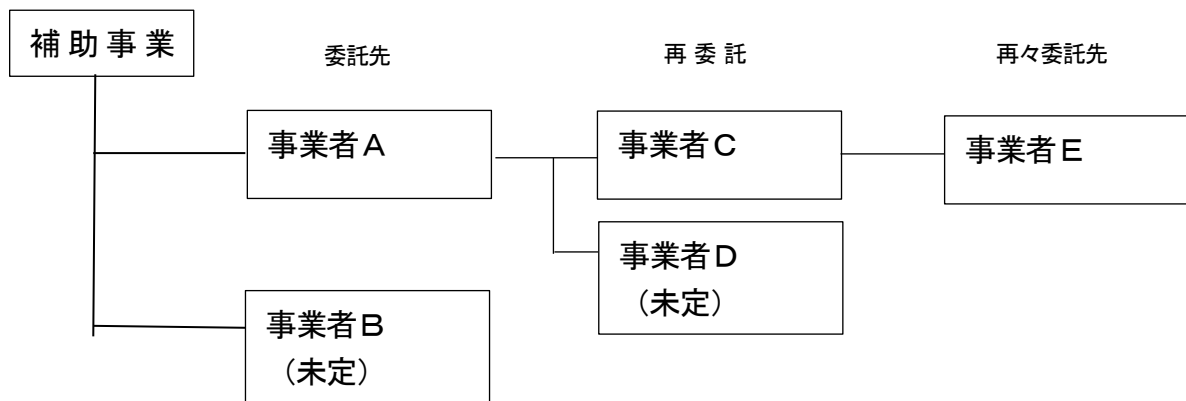 補助事業
委託先
再委託
再々委託先
事業者A
事業者C
事業者E
事業者D
（未定）
事業者B
（未定）